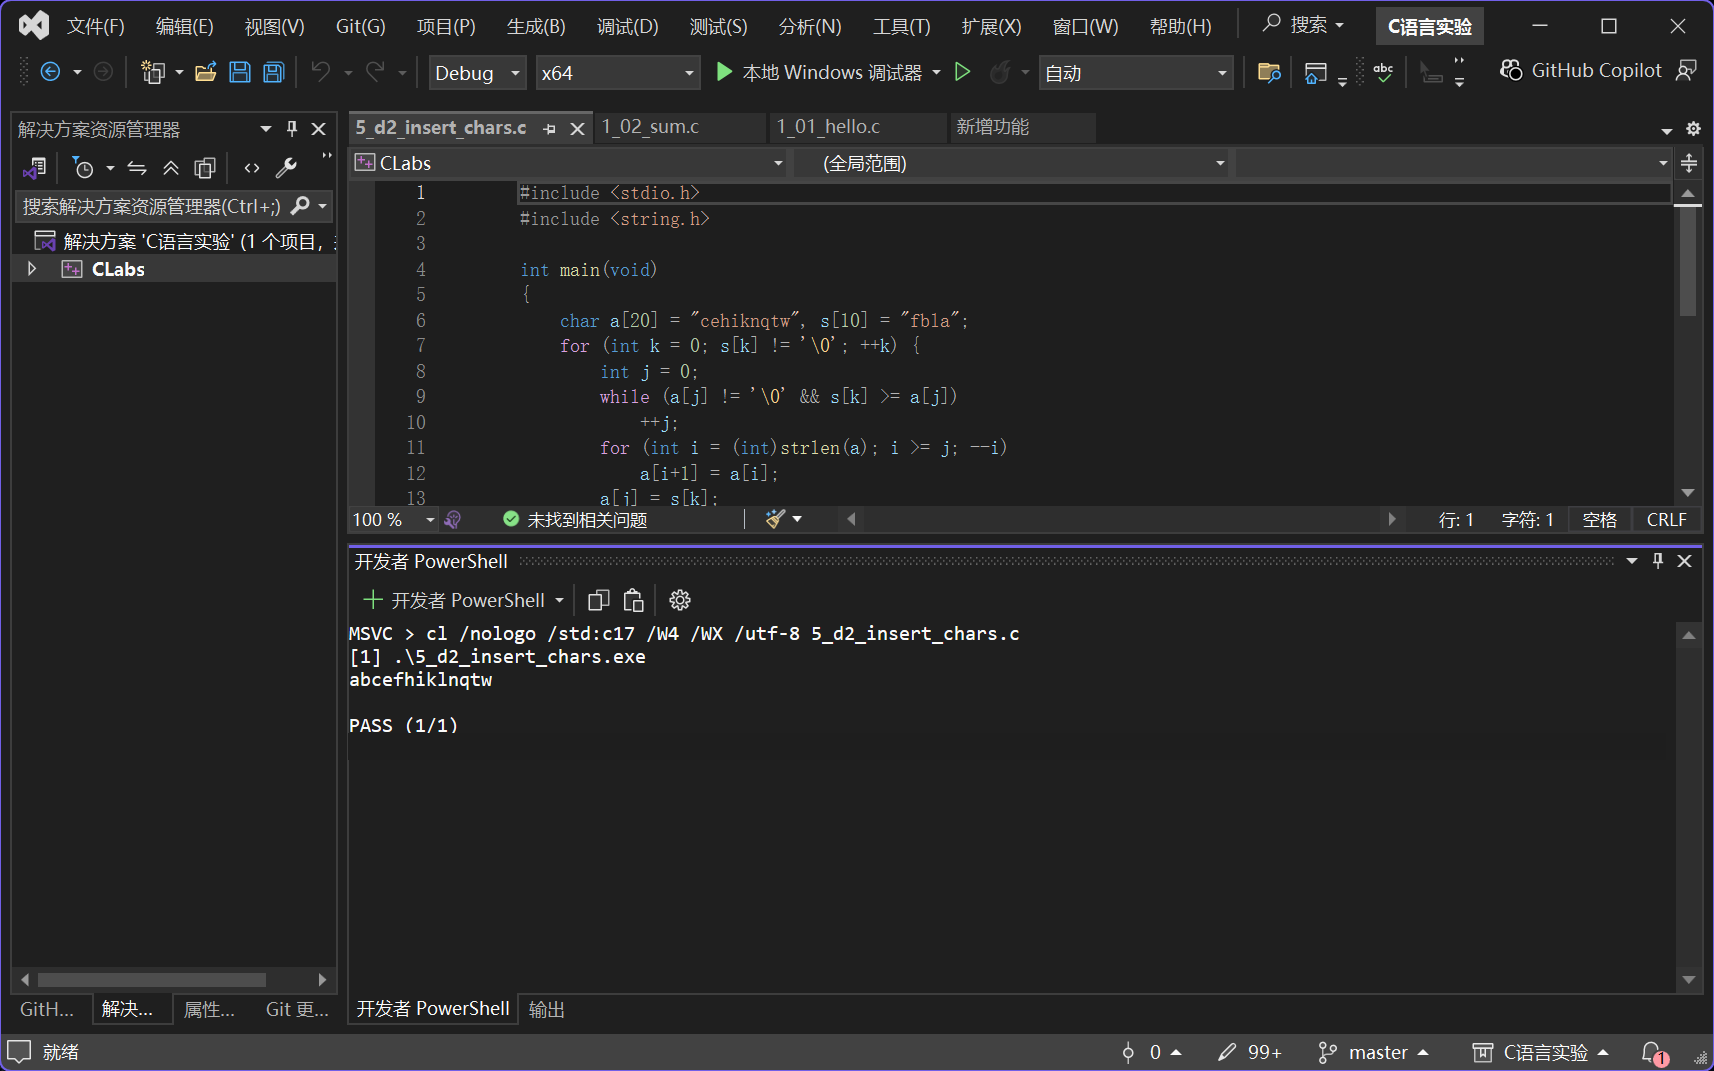 文件(F) 编辑(E) 视图(V) Git(G) 项目(P) 生成(B) 调试(D) 测试(S) 分析(N) 工具(T) 扩展(X) 窗口(W) 帮助(H) 搜索 C语言实验
Debug x64 本地 Windows 调试器 自动 abc GitHub Copilot
解决方案资源管理器
搜索解决方案资源管理器(Ctrl+;)
解决方案 'C语言实验' (1 个项目,
CLabs
5_d2_insert_chars.c 1_02_sum.c 1_01_hello.c 新增功能
CLabs (全局范围)
1 #include <stdio.h>
2 #include <string.h>
3
4 int main(void)
5 {
6 char a[20] = "cehiknqtw", s[10] = "fbla";
7 for (int k = 0; s[k] != '\0'; ++k) {
8 int j = 0;
9 while (a[j] != '\0' && s[k] >= a[j])
10 ++j;
11 for (int i = (int)strlen(a); i >= j; --i)
12 a[i+1] = a[i];
13 a[j] = s[k];
100 % 未找到相关问题 行: 1 字符: 1 空格 CRLF
开发者 PowerShell
开发者 PowerShell
MSVC > cl /nologo /std:c17 /W4 /WX /utf-8 5_d2_insert_chars.c
[1] .\5_d2_insert_chars.exe
abcefhiklnqtw
PASS (1/1)
GitH... 解决... 属性... Git 更...
开发者 PowerShell 输出
就绪 0 99+ master C语言实验 1